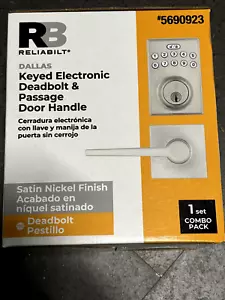 RB
RELIABILT®
#5690923
DALLAS
Keyed Electronic
Deadbolt &
Passage
Door Handle
Cerradura electrónica
con llave y manija de la
puerta sin cerrojo
Satin Nickel Finish
Acabado en
níquel satinado
Deadbolt
Pestillo
1 set
COMBO
PACK